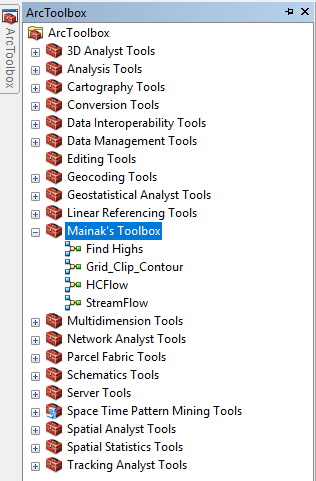 ArcToolbox
ArcToolbox
ArcToolbox
3D Analyst Tools
Analysis Tools
Cartography Tools
Conversion Tools
Data Interoperability Tools
Data Management Tools
Editing Tools
Geocoding Tools
Geostatistical Analyst Tools
Linear Referencing Tools
Mainak's Toolbox
Find Highs
Grid_Clip_Contour
HCFlow
StreamFlow
Multidimension Tools
Network Analyst Tools
Parcel Fabric Tools
Schematics Tools
Server Tools
Space Time Pattern Mining Tools
Spatial Analyst Tools
Spatial Statistics Tools
Tracking Analyst Tools